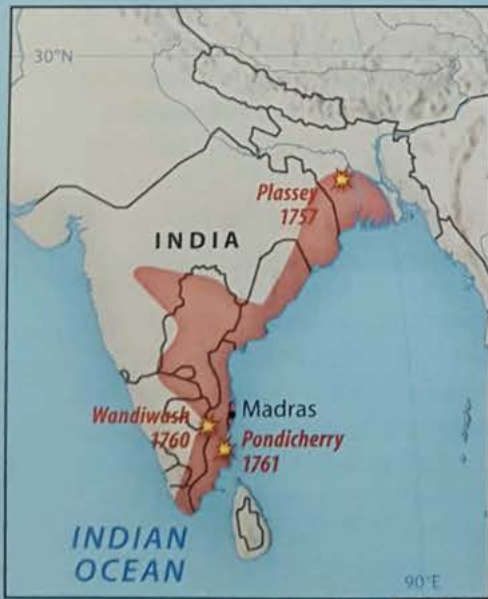 30°N
Plassey
1757
INDIA
Madras
Wandiwash
1760
Pondicherry
1761
INDIAN
OCEAN
90°E